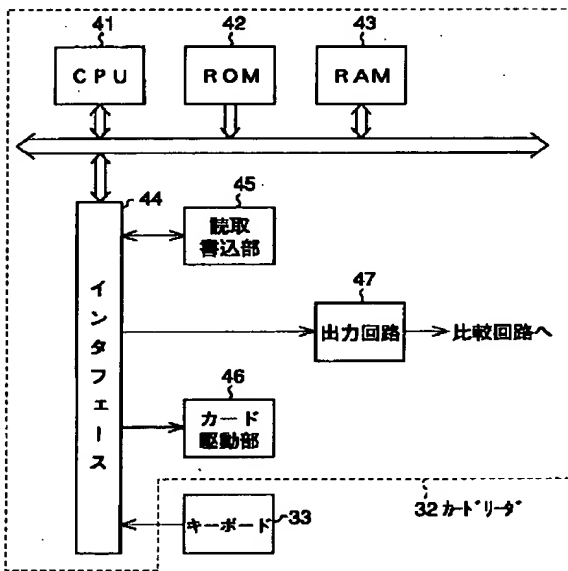 41
42
43
CPU
ROM
RAM
44
45
読取
書込部
47
インタフェース
出力回路
比較回路へ
46
カード
駆動部
32 カードリーダ
キーボード
33